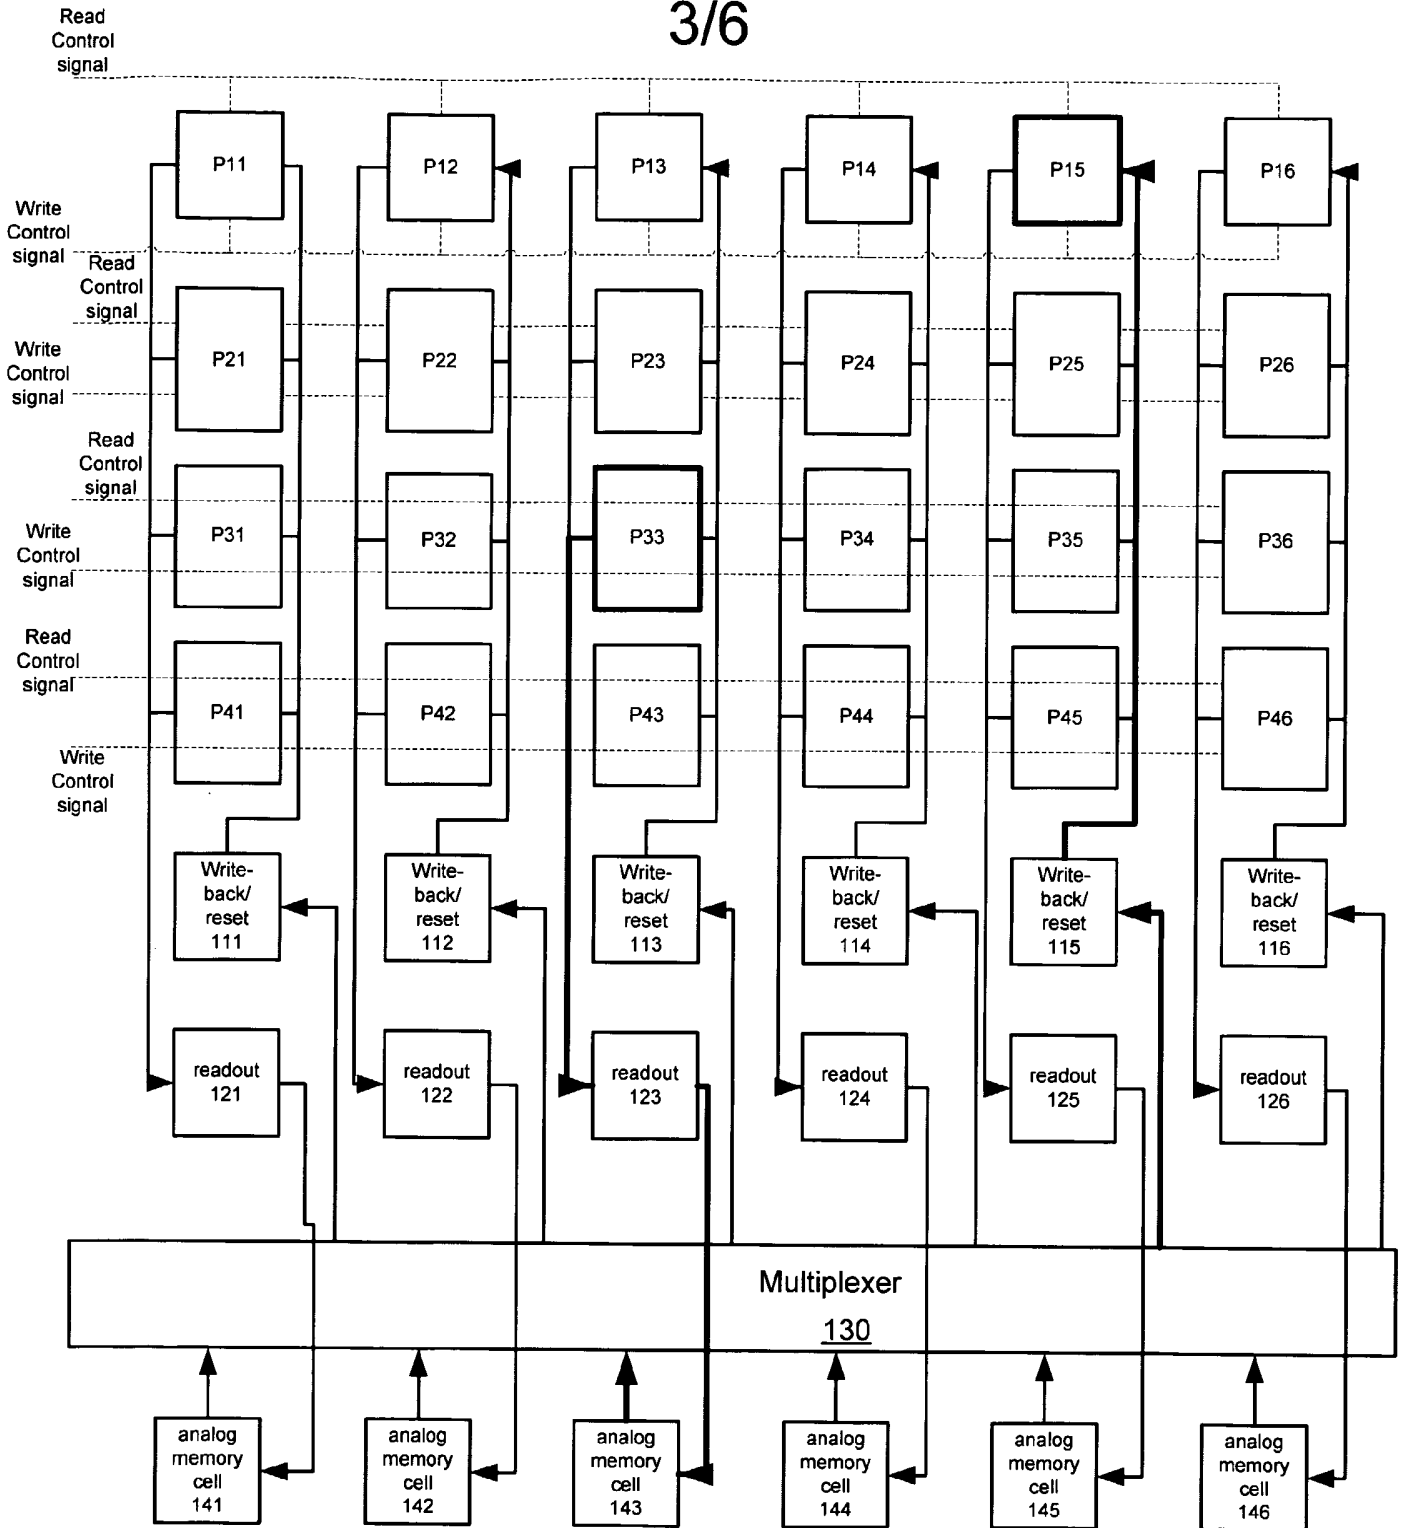 3/6
Read
Control
signal
P11
P12
P13
P14
P15
P16
Write
Control
signal
Read
Control
signal
P21
P22
P23
P24
P25
P26
Write
Control
signal
Read
Control
signal
P31
P32
P33
P34
P35
P36
Write
Control
signal
Read
Control
signal
P41
P42
P43
P44
P45
P46
Write
Control
signal
Write-
back/
reset
111
Write-
back/
reset
112
Write-
back/
reset
113
Write-
back/
reset
114
Write-
back/
reset
115
Write-
back/
reset
116
readout
121
readout
122
readout
123
readout
124
readout
125
readout
126
Multiplexer
130
analog
memory
cell
141
analog
memory
cell
142
analog
memory
cell
143
analog
memory
cell
144
analog
memory
cell
145
analog
memory
cell
146